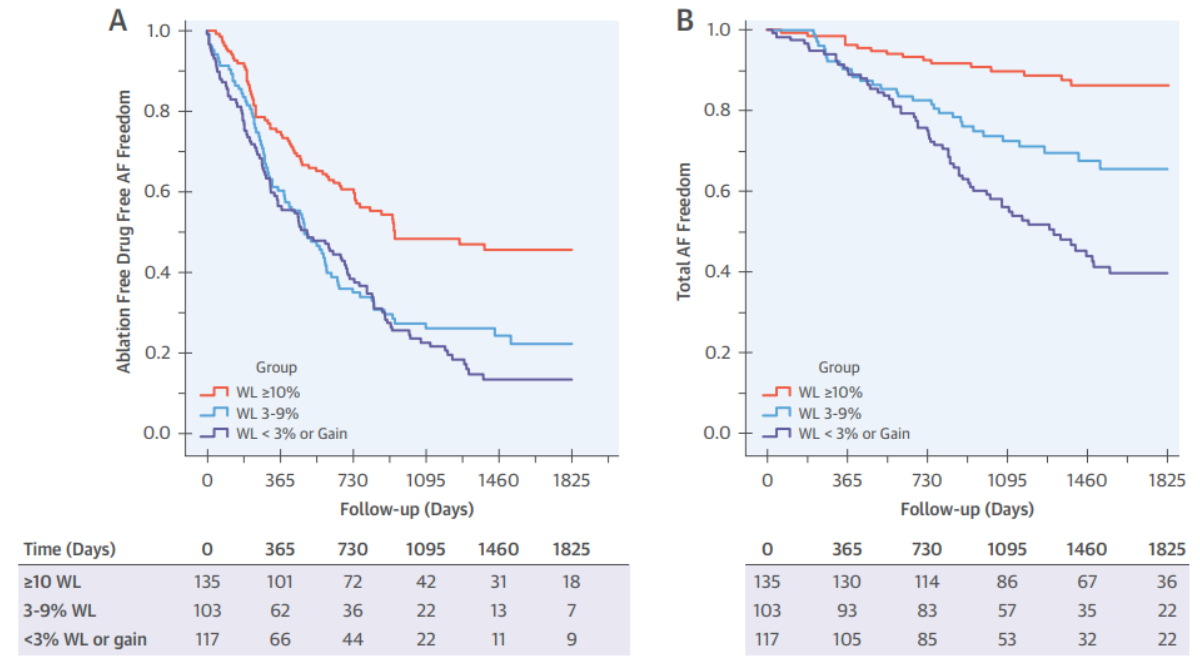 A
Ablation Free Drug Free AF Freedom
1.0
0.8
0.6
0.4
0.2
0.0
Group
WL ≥10%
WL 3-9%
WL < 3% or Gain
0 365 730 1095 1460 1825
Follow-up (Days)
B
Total AF Freedom
1.0
0.8
0.6
0.4
0.2
0.0
Group
WL ≥10%
WL 3-9%
WL < 3% or Gain
0 365 730 1095 1460 1825
Follow-up (Days)
Time (Days) 0 365 730 1095 1460 1825 0 365 730 1095 1460 1825
≥10 WL 135 101 72 42 31 18 135 130 114 86 67 36
3-9% WL 103 62 36 22 13 7 103 93 83 57 35 22
<3% WL or gain 117 66 44 22 11 9 117 105 85 53 32 22